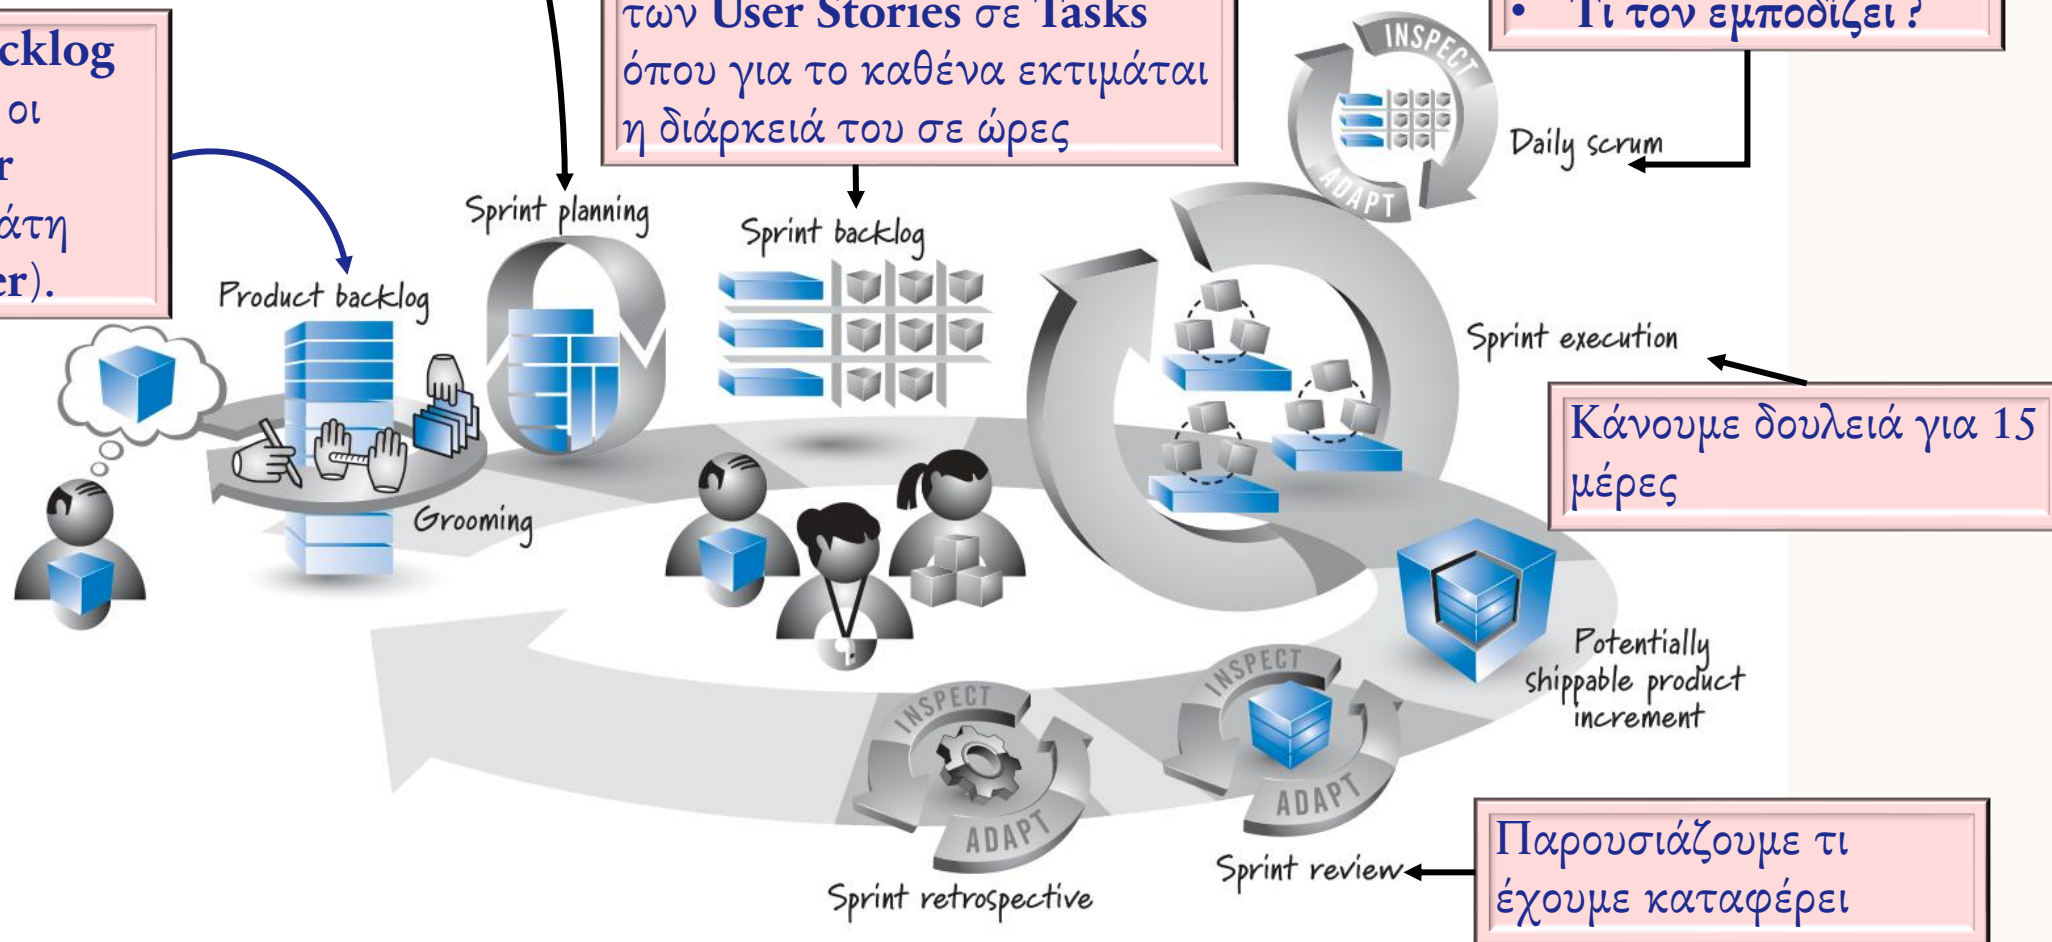 cklog
οι
r
άτη
er).
των User Stories σε Tasks
όπου για το καθένα εκτιμάται
η διάρκειά του σε ώρες
• Τι τον εμποδίζει ?
INSPECT
ADAPT
Daily scrum
Sprint planning
Sprint backlog
Product backlog
Sprint execution
Κάνουμε δουλειά για 15
μέρες
Grooming
Potentially
shippable product
increment
INSPECT
ADAPT
INSPECT
ADAPT
Sprint review
Παρουσιάζουμε τι
έχουμε καταφέρει
Sprint retrospective